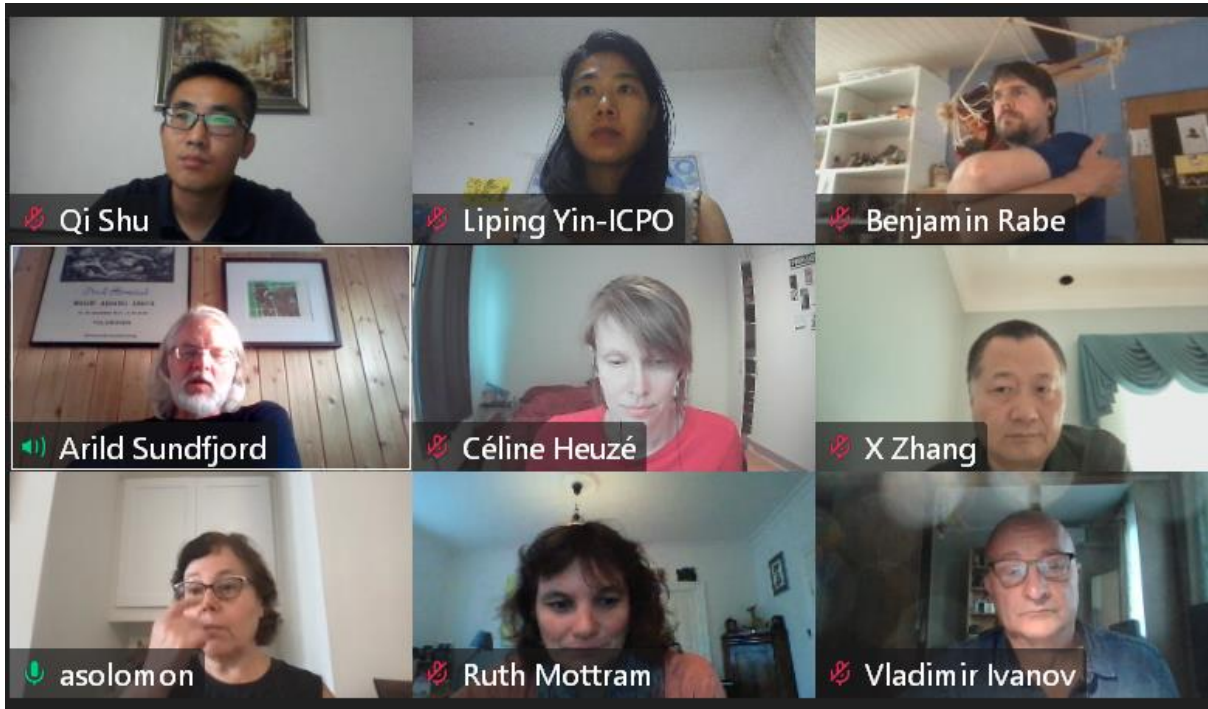 Qi Shu
Liping Yin-ICPO
Benjamin Rabe
Arild Sundfjord
Céline Heuzé
X Zhang
asolomon
Ruth Mottram
Vladimir Ivanov